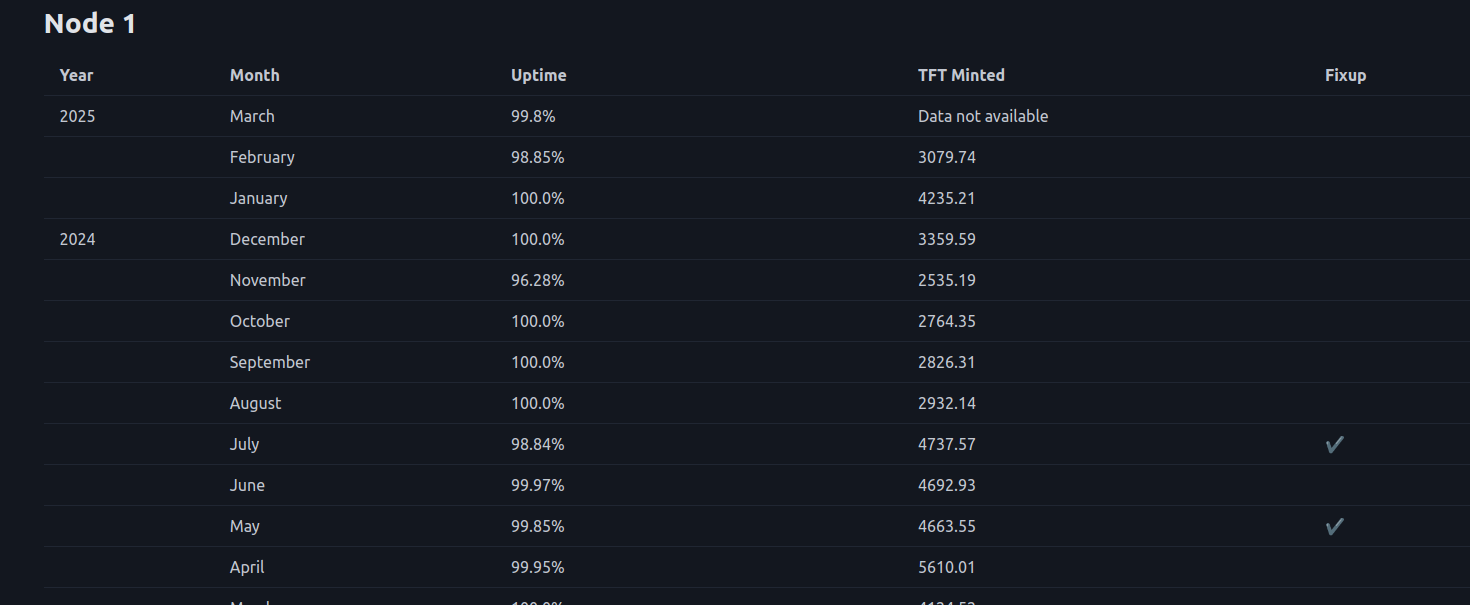 Node 1
Year Month Uptime TFT Minted Fixup
2025 March 99.8% Data not available
February 98.85% 3079.74
January 100.0% 4235.21
2024 December 100.0% 3359.59
November 96.28% 2535.19
October 100.0% 2764.35
September 100.0% 2826.31
August 100.0% 2932.14
July 98.84% 4737.57 ✔
June 99.97% 4692.93
May 99.85% 4663.55 ✔
April 99.95% 5610.01